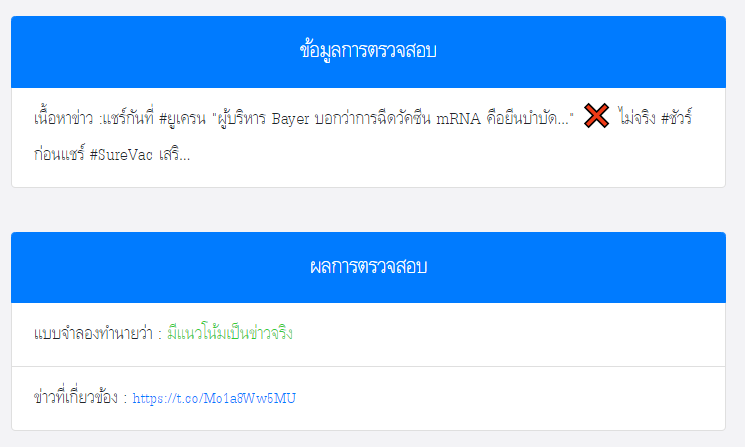 ข้อมูลการตรวจสอบ
เนื้อหาข่าว :แชร์กันที่ #ยูเครน "ผู้บริหาร Bayer บอกว่าการฉีดวัคซีน mRNA คือยีนบำบัด..." ❌ ไม่จริง #ชัวร์
ก่อนแชร์ #SureVac เสริ...
ผลการตรวจสอบ
แบบจำลองทำนายว่า : มีแนวโน้มเป็นข่าวจริง
ข่าวที่เกี่ยวข้อง : https://t.co/Mo1a8Ww5MU